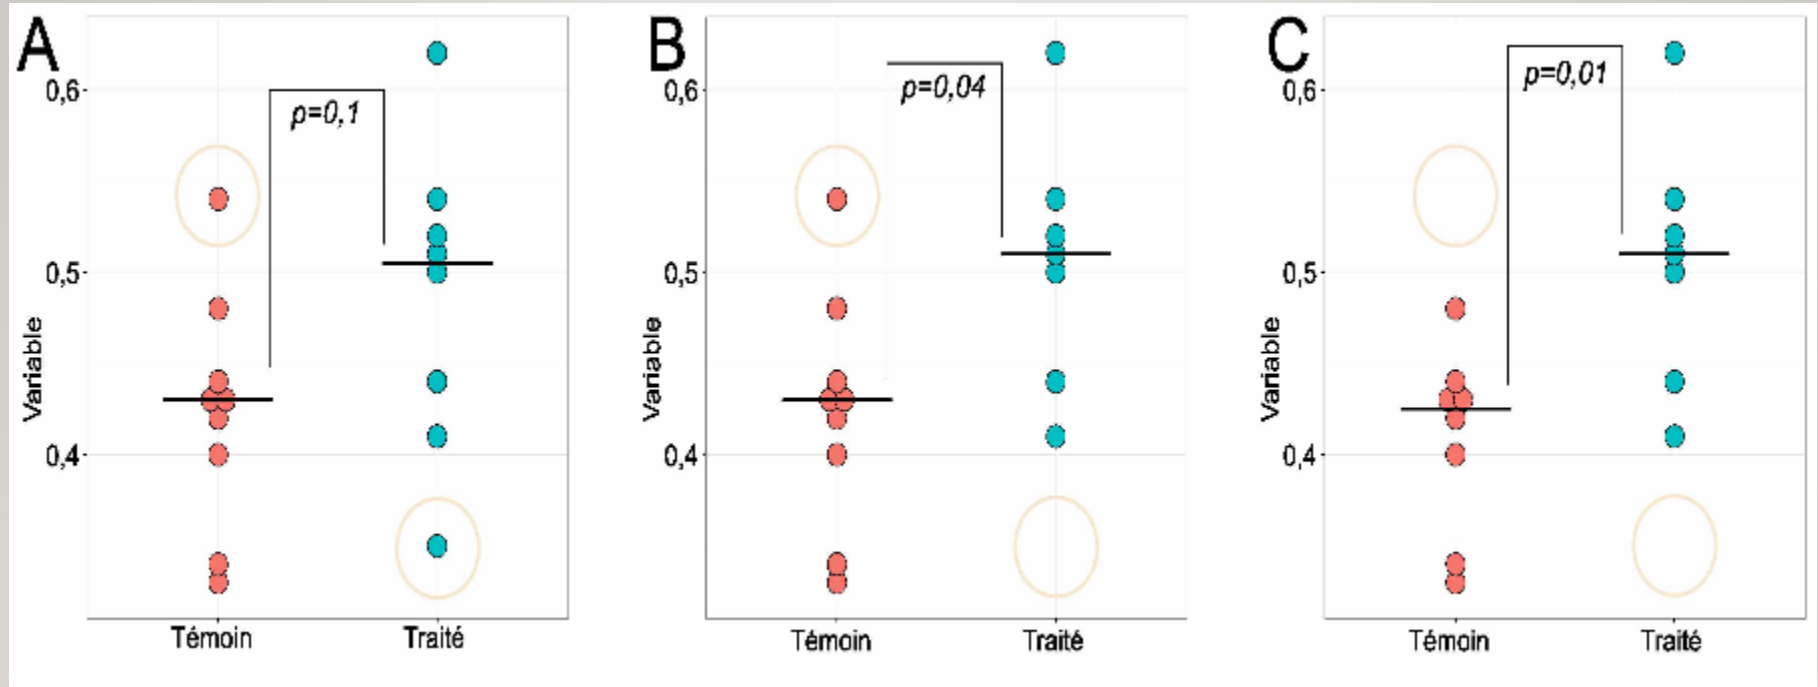 A
Variable
0,6
0,5
0,4
p=0,1
Témoin
Traité
B
Variable
0,6
0,5
0,4
p=0,04
Témoin
Traité
C
Variable
0,6
0,5
0,4
p=0,01
Témoin
Traité